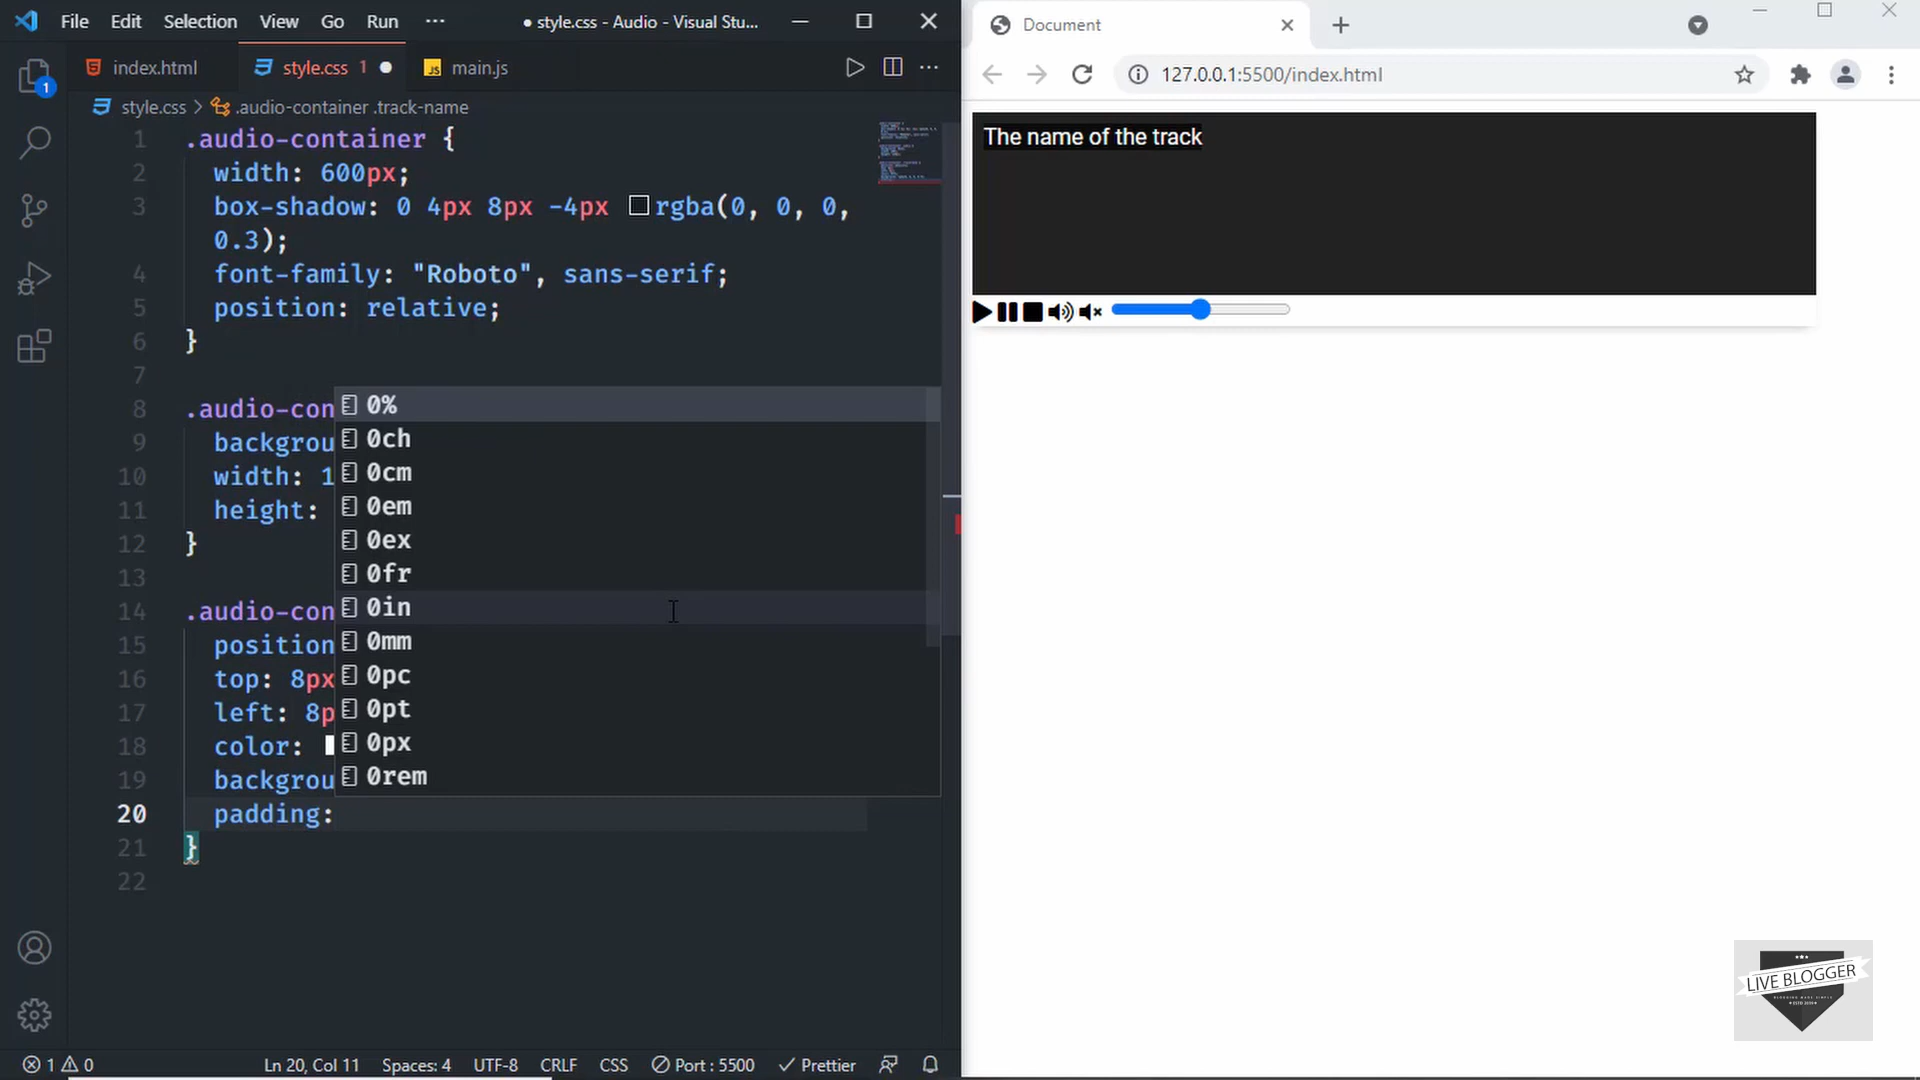 File Edit Selection View Go Run ··· ● style.css - Audio - Visual Stu...
index.html style.css 1 ● JS main.js
style.css > .audio-container .track-name
1 .audio-container {
2 width: 600px;
3 box-shadow: 0 4px 8px -4px rgba(0, 0, 0,
0.3);
4 font-family: "Roboto", sans-serif;
5 position: relative;
6 }
7
8 .audio-con
9 backgrou
10 width: 1
11 height:
12 }
13
14 .audio-con
15 position
16 top: 8px
17 left: 8p
18 color:
19 backgrou
20 padding:
21 }
22
0%
0ch
0cm
0em
0ex
0fr
0in
0mm
0pc
0pt
0px
0rem
1
1 0 Ln 20, Col 11 Spaces: 4 UTF-8 CRLF CSS Port : 5500 Prettier
Document
127.0.0.1:5500/index.html
The name of the track
LIVE BLOGGER